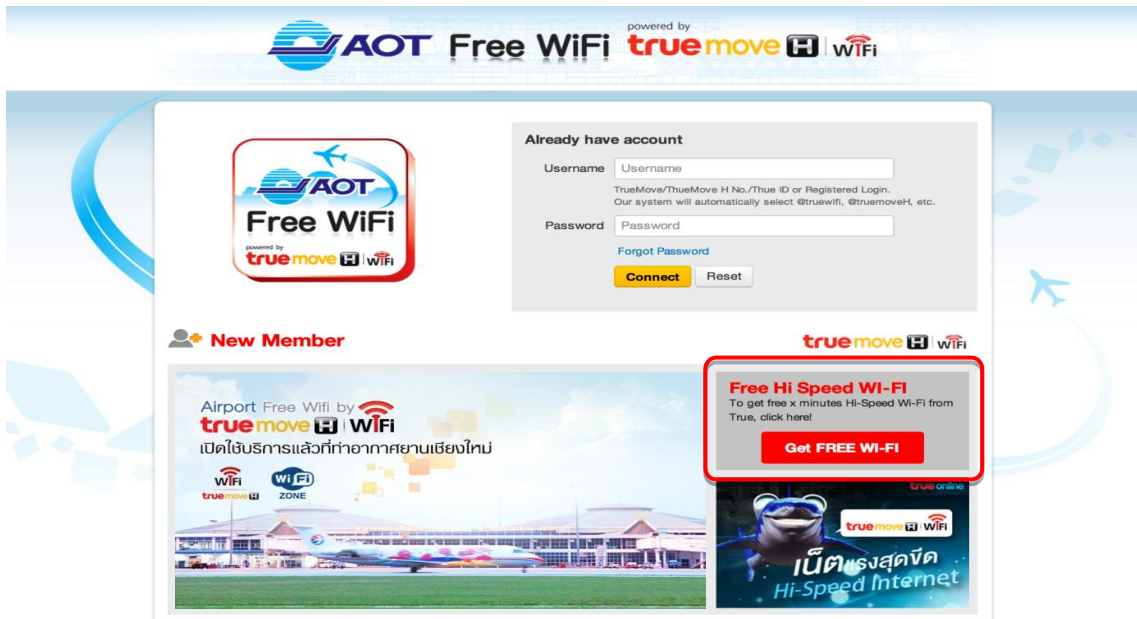 AOT Free WiFi powered by truemove H WiFi
AOT
Free WiFi
powered by
truemove H WiFi
Already have account
Username Username
TrueMove/ThueMove H No./Thue ID or Registered Login.
Our system will automatically select @truewifi, @truemoveH, etc.
Password Password
Forgot Password
Connect Reset
New Member
truemove H WiFi
Airport Free Wifi by
truemove H WiFi
เปิดใช้บริการแล้วที่ท่าอากาศยานเชียงใหม่
WiFi
truemove H
Wi Fi
ZONE
Free Hi Speed WI-FI
To get free x minutes Hi-Speed Wi-Fi from
True, click here!
Get FREE WI-FI
true online
truemove H WiFi
เน็ตแรงสุดขีด
Hi-Speed Internet